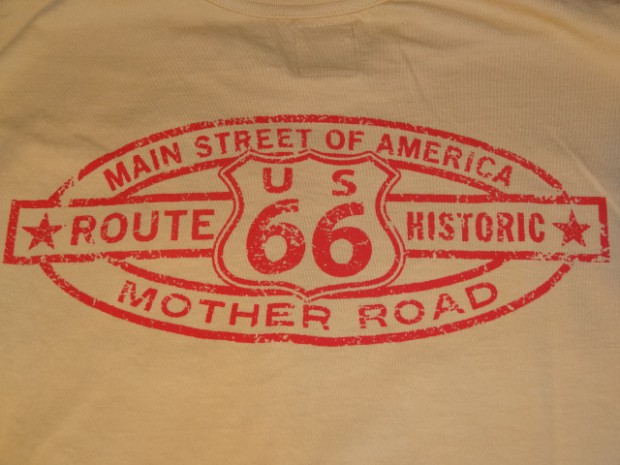 MAIN STREET OF AMERICA
U S
ROUTE 66 HISTORIC
MOTHER ROAD